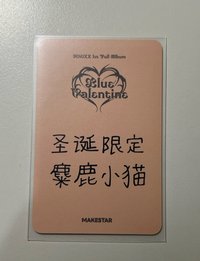 NMIXX 1st Full Album
Blue
Valentine
圣诞限定
麋鹿小猫
MAKESTAR